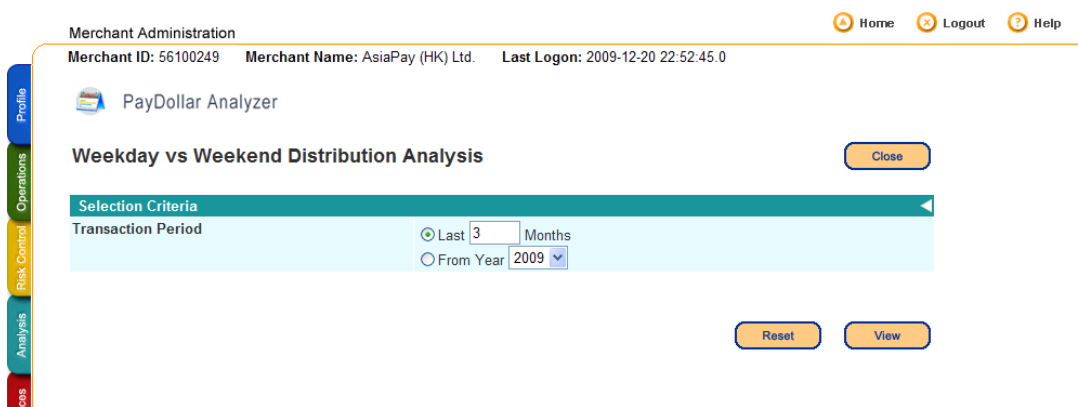 Home Logout Help
Merchant Administration
Merchant ID: 56100249 Merchant Name: AsiaPay (HK) Ltd. Last Logon: 2009-12-20 22:52:45.0
Profile
PayDollar Analyzer
Weekday vs Weekend Distribution Analysis
Close
Operations
Selection Criteria
Transaction Period
Last 3 Months
From Year 2009
Risk Control
Reset View
Analysis